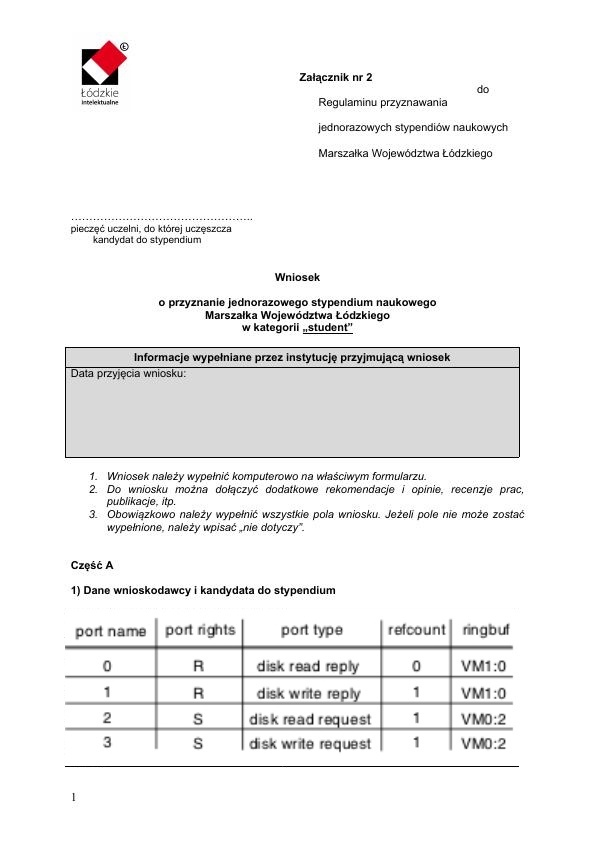 Ł
Łódzkie
intelektualne
Załącznik nr 2
do
Regulaminu przyznawania
jednorazowych stypendiów naukowych
Marszałka Województwa Łódzkiego
……………………………………………..
pieczęć uczelni, do której uczęszcza
kandydat do stypendium
Wniosek
o przyznanie jednorazowego stypendium naukowego
Marszałka Województwa Łódzkiego
w kategorii „student”
Informacje wypełniane przez instytucję przyjmującą wniosek
Data przyjęcia wniosku:
1. Wniosek należy wypełnić komputerowo na właściwym formularzu.
2. Do wniosku można dołączyć dodatkowe rekomendacje i opinie, recenzje prac,
publikacje, itp.
3. Obowiązkowo należy wypełnić wszystkie pola wniosku. Jeżeli pole nie może zostać
wypełnione, należy wpisać „nie dotyczy”.
Część A
1) Dane wnioskodawcy i kandydata do stypendium
port name port rights port type refcount ringbuf
0 R disk read reply 0 VM1:0
1 R disk write reply 1 VM1:0
2 S disk read request 1 VM0:2
3 S disk write request 1 VM0:2
1